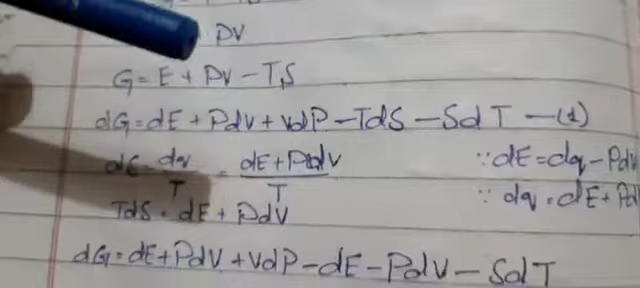 PV
G = E + PV - TS
dG = dE + PdV + VdP - TdS - SdT - (1)
dS = dq/T = dE + PdV/T ∵ dE = dq - PdV
TdS = dE + PdV ∵ dq = dE + Pd
dG = dE + PdV + VdP - dE - PdV - SdT